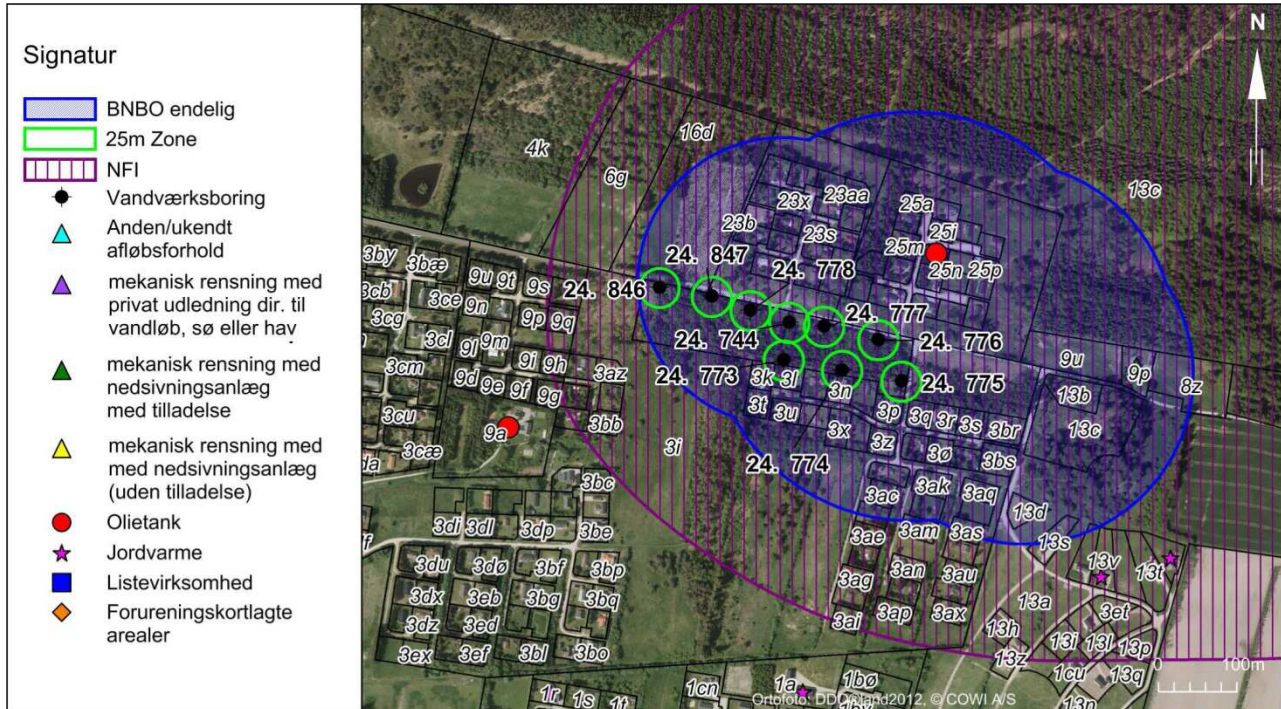 Signatur
BNBO endelig
25m Zone
NFI
Vandværksboring
Anden/ukendt
afløbsforhold
mekanisk rensning med
privat udledning dir. til
vandløb, sø eller hav
mekanisk rensning med
nedsivningsanlæg
med tilladelse
mekanisk rensning med
med nedsivningsanlæg
(uden tilladelse)
Olietank
Jordvarme
Listevirksomhed
Forureningskortlagte
arealer
N
4k
6g
16d
13c
23x
23aa
23b
23s
25a
25i
25m
25n
25p
24. 847
24. 778
24. 846
24. 777
24. 744
24. 776
24. 773
24. 775
24. 774
3by
3bæ
9u
9t
9s
3cb
3ce
9n
9p
9q
3cg
3cl
9m
9l
9i
9h
3az
3cm
9d
9e
9f
9g
3cu
9a
3bb
3cæ
3i
da
3k
3l
3n
3t
3u
3x
3z
3p
3q
3r
3s
3br
3ø
3bs
9u
9p
8z
13b
13c
3ac
3ak
3aq
13d
3ae
3am
3as
13s
3ag
3an
3au
13v
13t
3ai
3ap
3ax
13a
3et
13h
13i
13l
13p
13z
1cu
13q
13n
3bc
3di
3dl
3dp
3be
3du
3dø
3bf
3bp
3dx
3eb
3bg
3bq
3dz
3ed
3ex
3ef
3bl
3bo
1r
1s
1t
1cn
1a
1bø
0
100m
Ortofoto: DDO®land2012, © COWI A/S